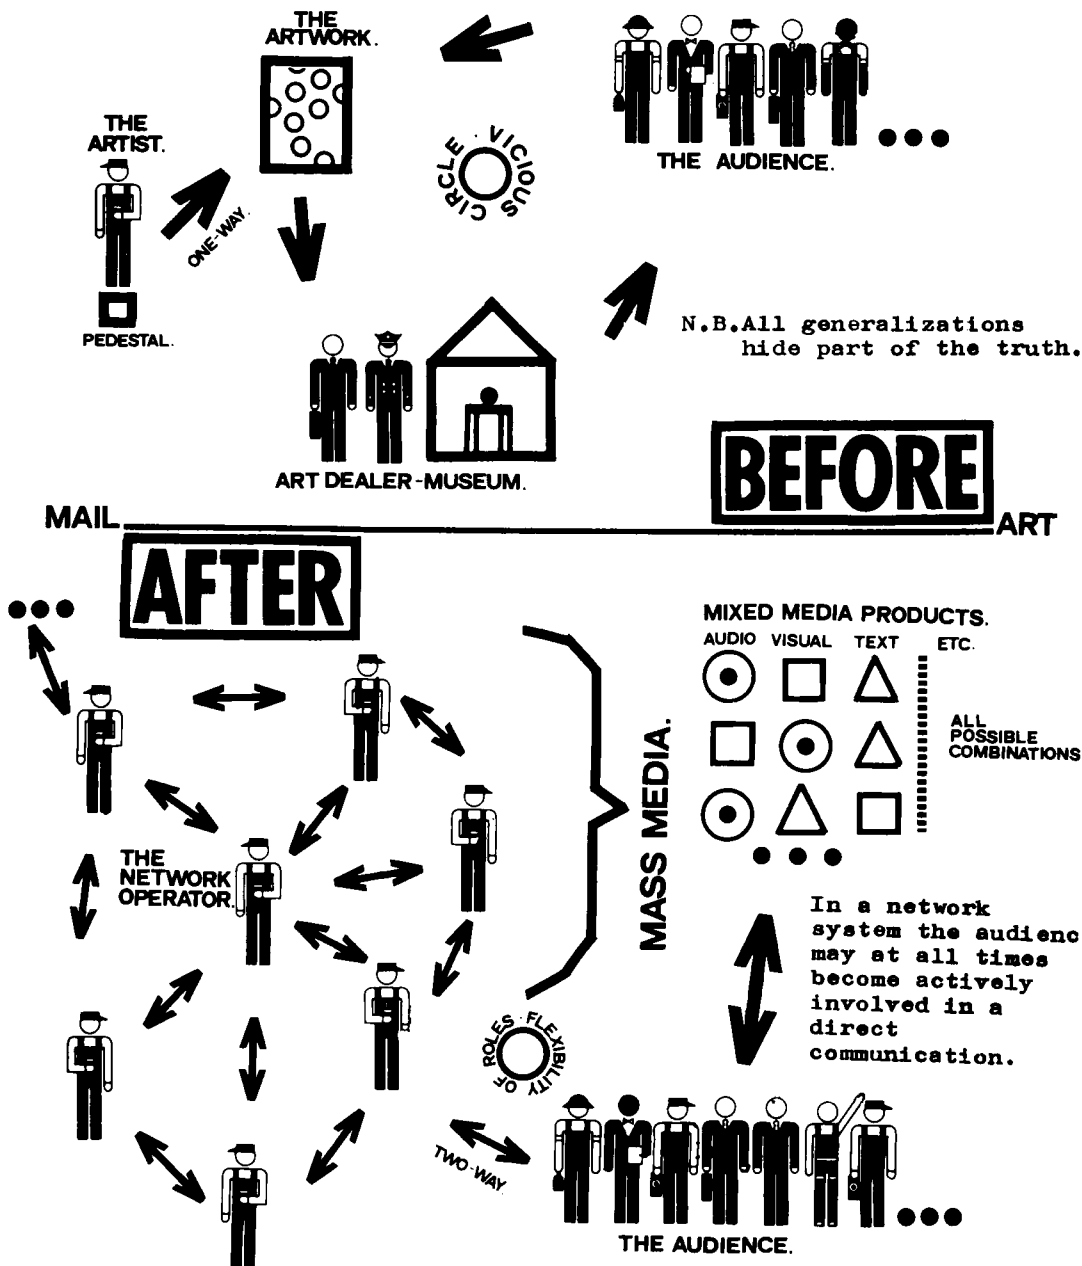 THE
ARTWORK.
THE
ARTIST.
ONE-WAY.
PEDESTAL.
VICIOUS CIRCLE ·
THE AUDIENCE.
N.B.All generalizations
hide part of the truth.
ART DEALER-MUSEUM.
BEFORE
MAIL
ART
AFTER
MIXED MEDIA PRODUCTS.
AUDIO VISUAL TEXT ETC.
ALL
POSSIBLE
COMBINATIONS
MASS MEDIA.
THE
NETWORK
OPERATOR.
In a network
system the audienc
may at all times
become actively
involved in a
direct
communication.
FLEXIBILITY OF ROLES ·
TWO-WAY.
THE AUDIENCE.